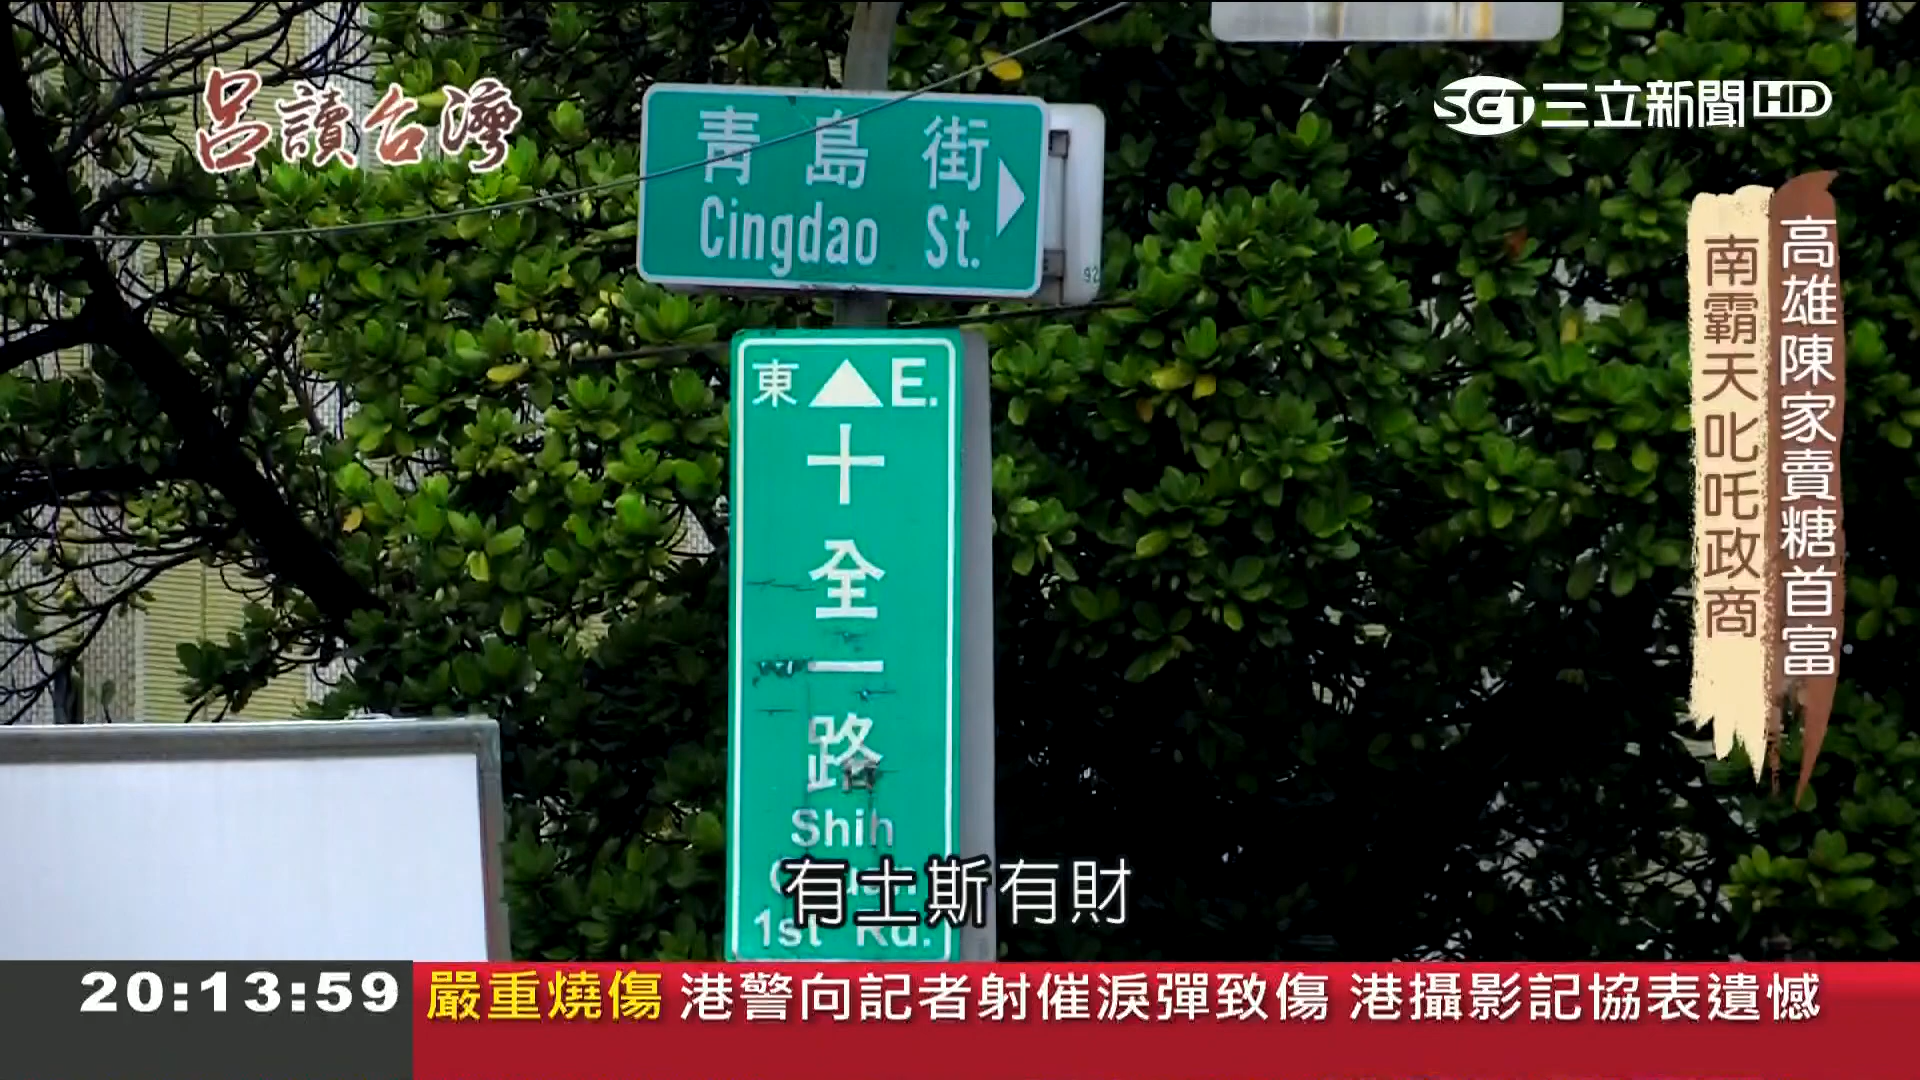 呂讀台灣
SET三立新聞HD
青島街
Cingdao St.
92
東 E.
十全一路
Shih
1st Rd.
高雄陳家賣糖首富
南霸天叱吒政商
有土斯有財
20:13:59
嚴重燒傷 港警向記者射催淚彈致傷 港攝影記協表遺憾